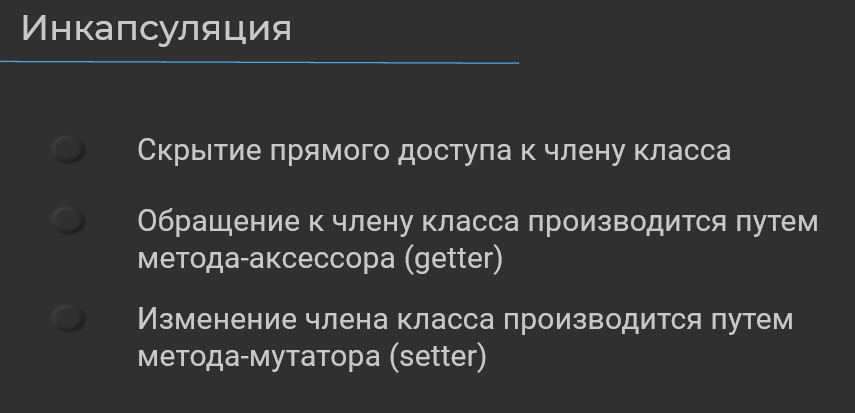 Инкапсуляция
Скрытие прямого доступа к члену класса
Обращение к члену класса производится путем
метода-аксессора (getter)
Изменение члена класса производится путем
метода-мутатора (setter)